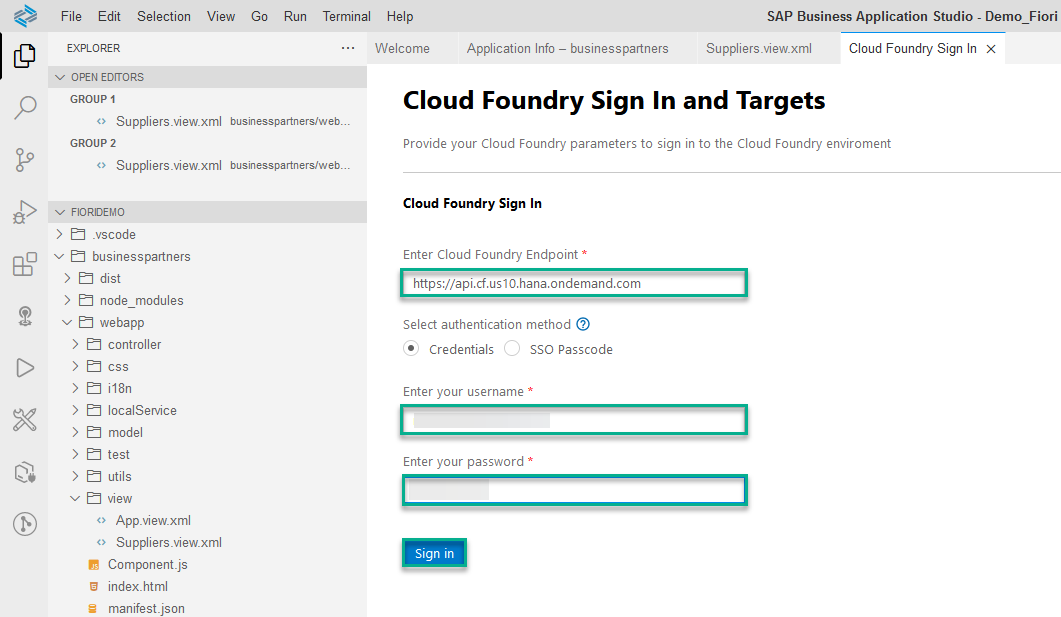 File Edit Selection View Go Run Terminal Help SAP Business Application Studio - Demo_Fiori
EXPLORER ...
Welcome Application Info – businesspartners Suppliers.view.xml Cloud Foundry Sign In ×
OPEN EDITORS
GROUP 1
Suppliers.view.xml businesspartners/web...
GROUP 2
Suppliers.view.xml businesspartners/web...
FIORIDEMO
.vscode
businesspartners
dist
node_modules
webapp
controller
css
i18n
localService
model
test
utils
view
App.view.xml
Suppliers.view.xml
Component.js
index.html
manifest.json
Cloud Foundry Sign In and Targets
Provide your Cloud Foundry parameters to sign in to the Cloud Foundry enviroment
Cloud Foundry Sign In
Enter Cloud Foundry Endpoint *
https://api.cf.us10.hana.ondemand.com
Select authentication method ?
Credentials SSO Passcode
Enter your username *
Enter your password *
Sign in